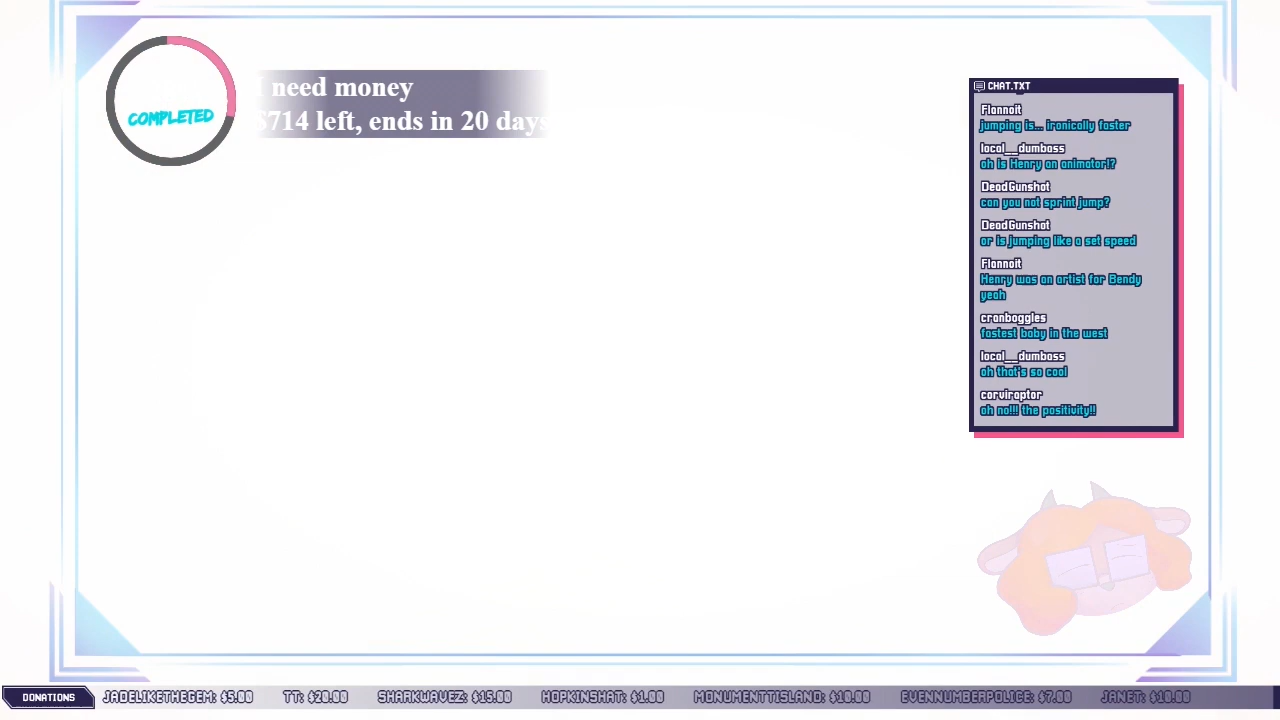 I need money
$714 left, ends in 20 days
COMPLETED
CHAT.TXT
Flannoit
jumping is... ironically faster
local__dumbass
oh is Henry an animator!?
DeadGunshot
can you not sprint jump?
DeadGunshot
or is jumping like a set speed
Flannoit
Henry was an artist for Bendy
yeah
cranboggles
fastest baby in the west
local__dumbass
oh that's so cool
corviraptor
oh no!!! the positivity!!
DONATIONS JADELIKETHEGEM: $5.00 TT: $20.00 SHARKWAVEZ: $15.00 HOPKINSHAT: $1.00 MONUMENTTISLAND: $10.00 EVENNUMBERPOLICE: $7.00 JANET: $10.00